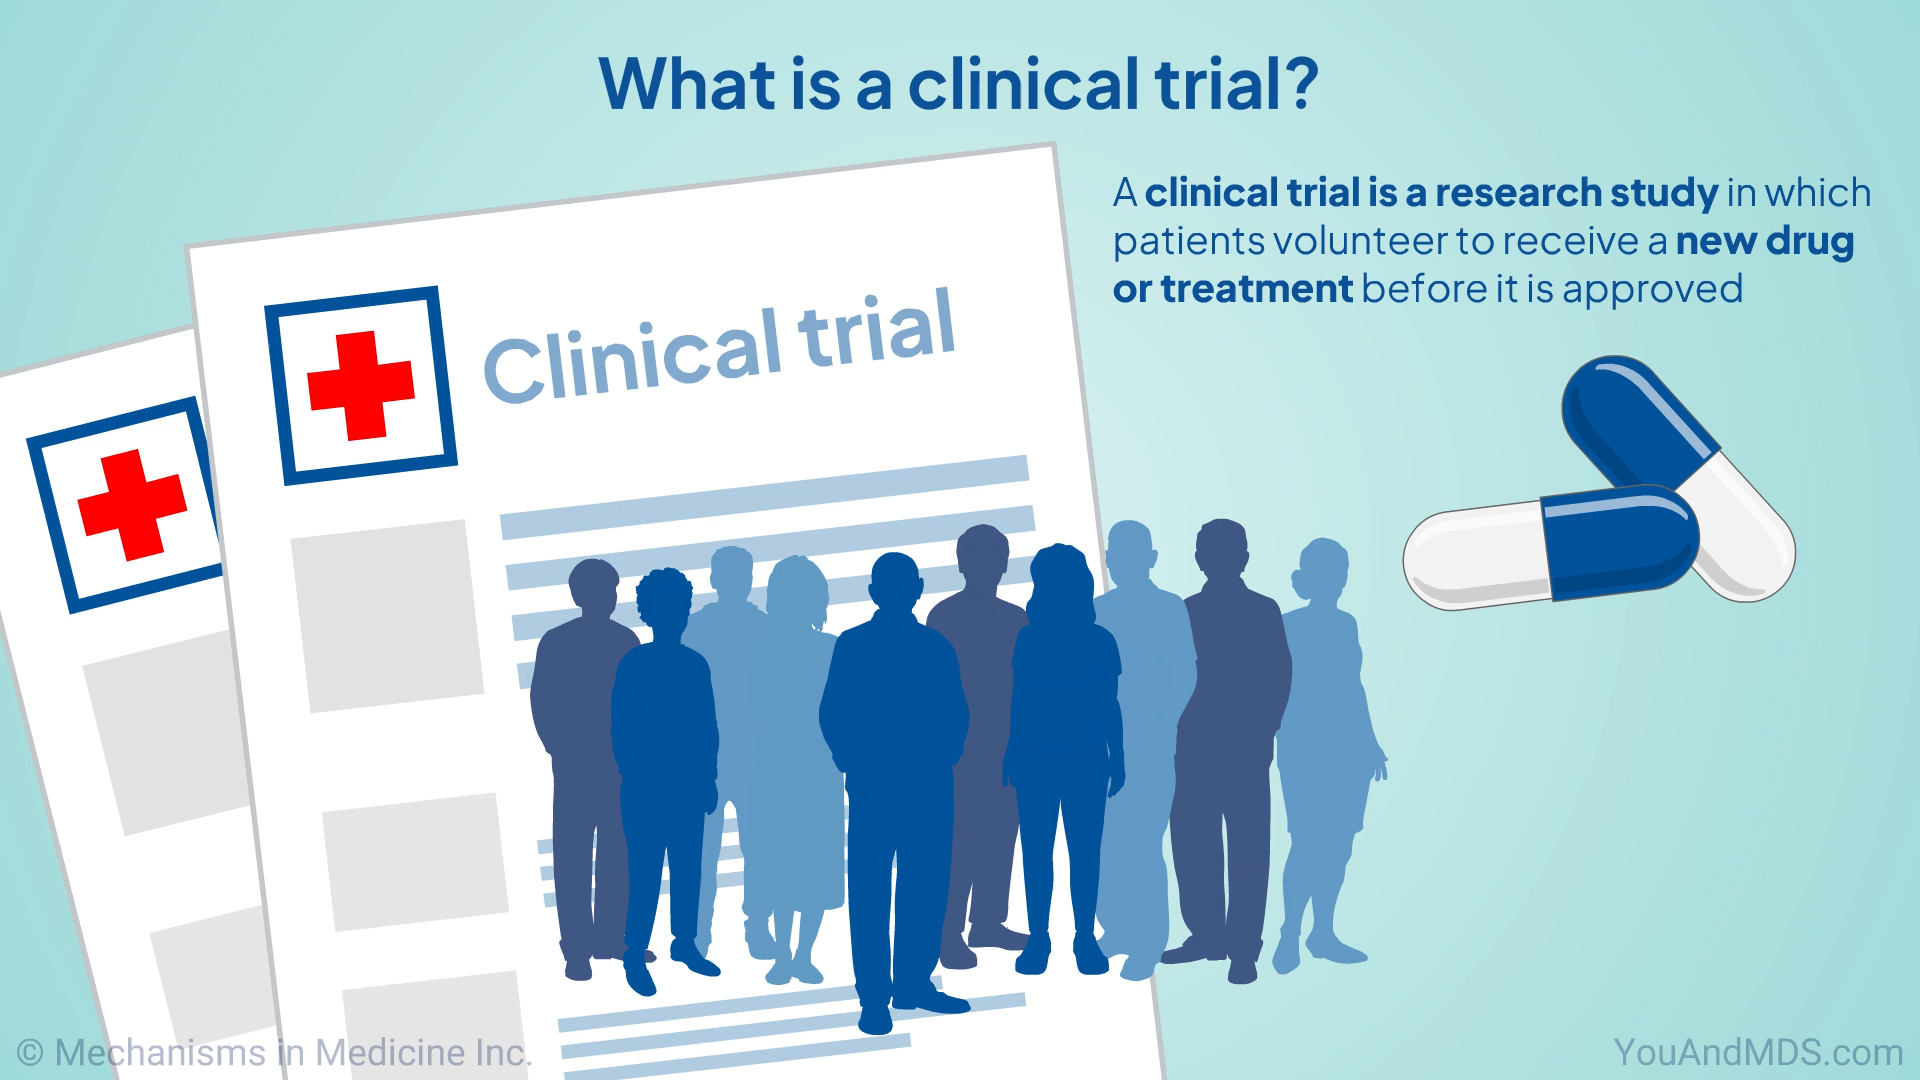 What is a clinical trial?
A clinical trial is a research study in which
patients volunteer to receive a new drug
or treatment before it is approved
Clinical trial
© Mechanisms in Medicine Inc.
YouAndMDS.com